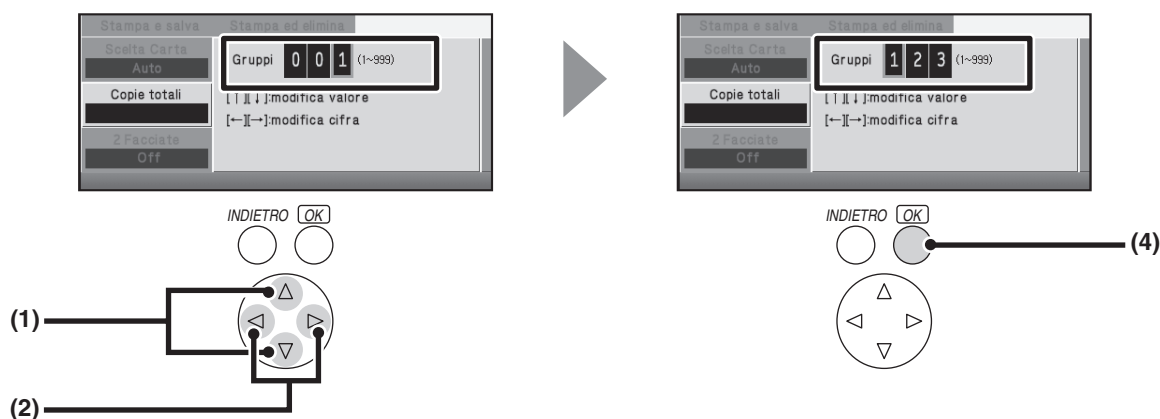 Stampa e salva Stampa ed elimina
Scelta Carta
Auto
Gruppi 0 0 1 (1~999)
Copie totali
[↑][↓]:modifica valore
[←][→]:modifica cifra
2 Facciate
Off
INDIETRO OK
(1)
(2)
Stampa e salva Stampa ed elimina
Scelta Carta
Auto
Gruppi 1 2 3 (1~999)
Copie totali
[↑][↓]:modifica valore
[←][→]:modifica cifra
2 Facciate
Off
INDIETRO OK
(4)